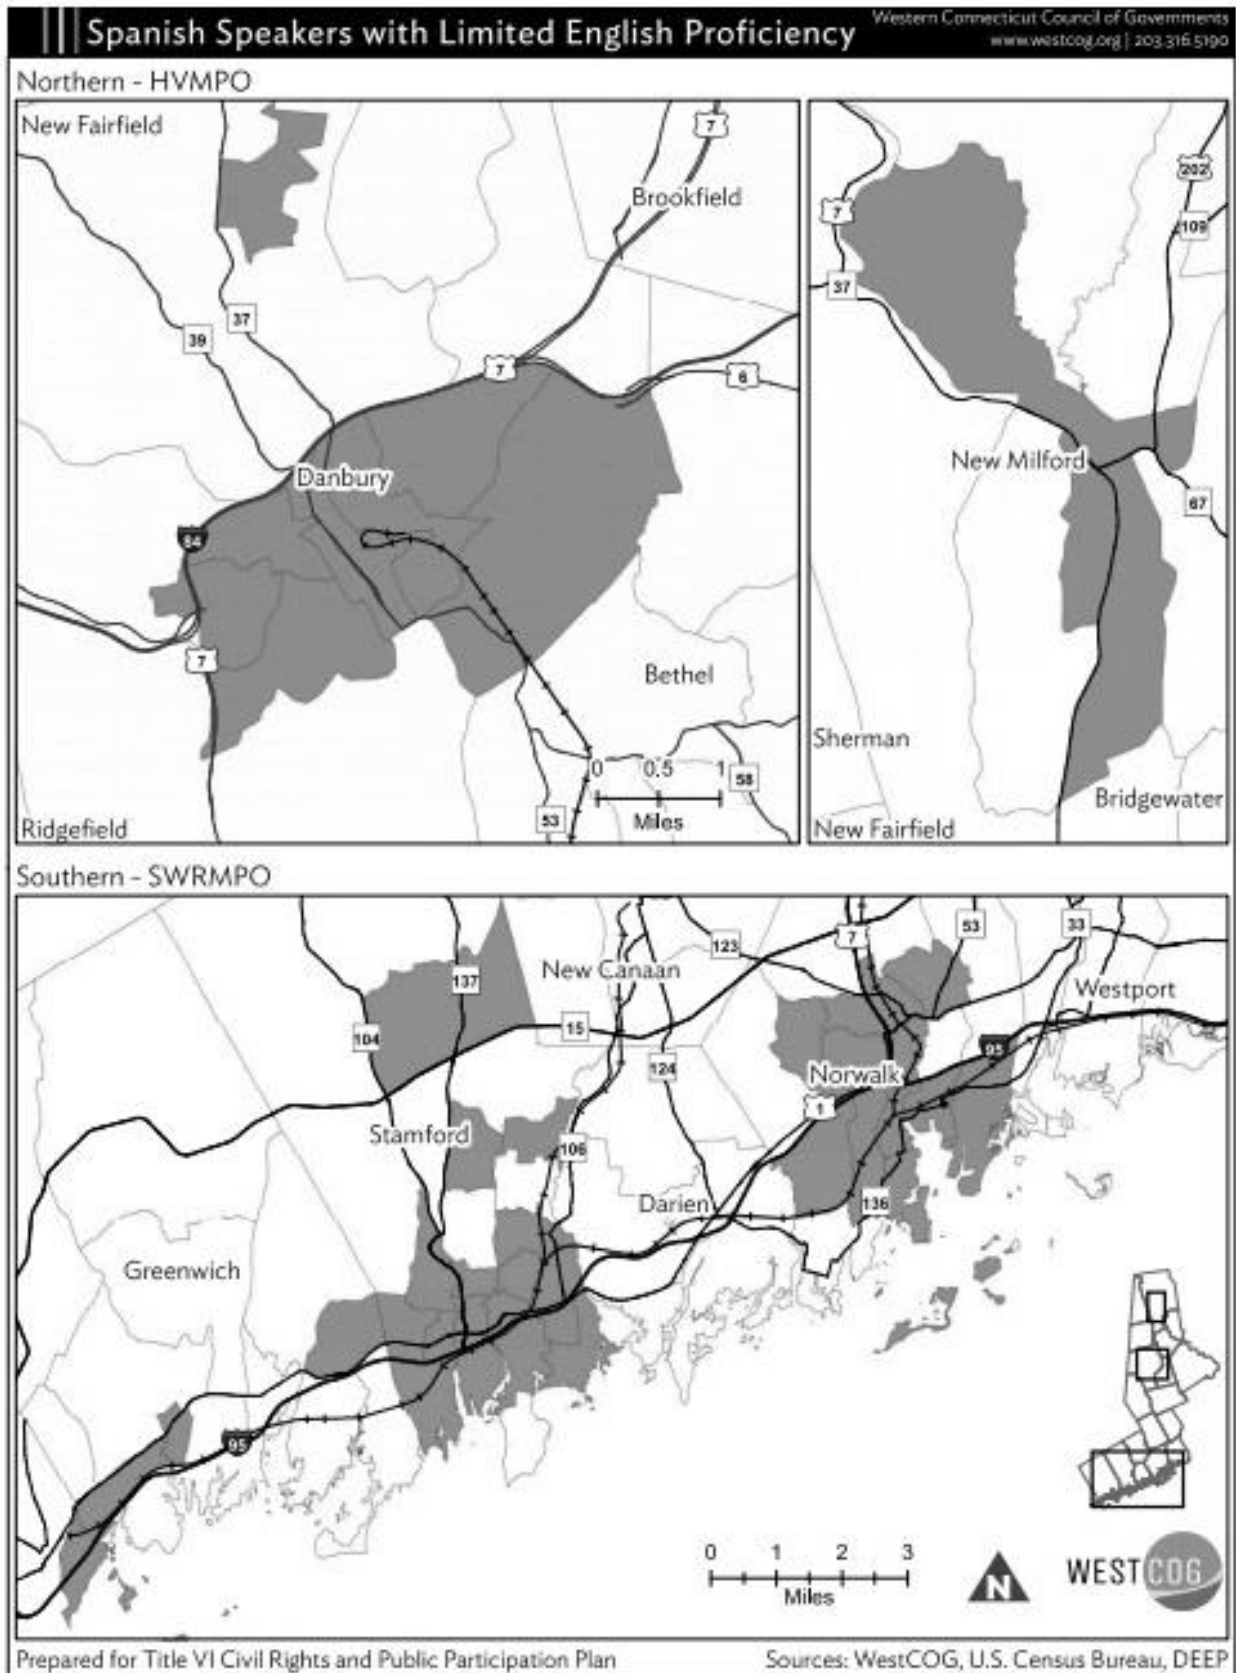 Spanish Speakers with Limited English Proficiency
Western Connecticut Council of Governments
www.westcog.org | 203.316.5190
Northern - HVMPO
New Fairfield
7
Brookfield
37
39
7
6
Danbury
84
7
Bethel
0 0.5 1
Miles
58
53
Ridgefield
202
7
109
37
New Milford
67
Sherman
Bridgewater
New Fairfield
Southern - SWRMPO
53
33
7
123
New Canaan
137
Westport
15
104
95
124
Norwalk
1
Stamford
106
Darien
136
Greenwich
95
0 1 2 3
Miles
N
WESTCOG
Prepared for Title VI Civil Rights and Public Participation Plan
Sources: WestCOG, U.S. Census Bureau, DEEP